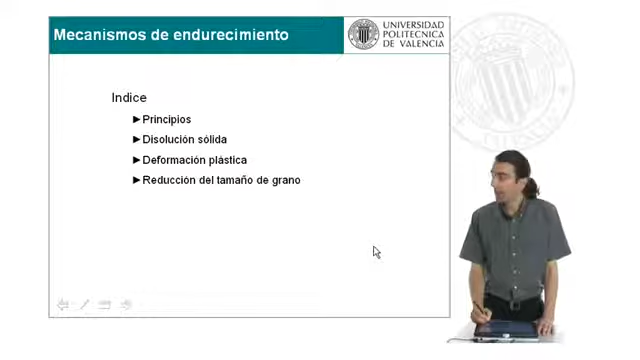 Mecanismos de endurecimiento
UNIVERSIDAD
POLITECNICA
DE VALENCIA
Indice
►Principios
►Disolución sólida
►Deformación plástica
►Reducción del tamaño de grano